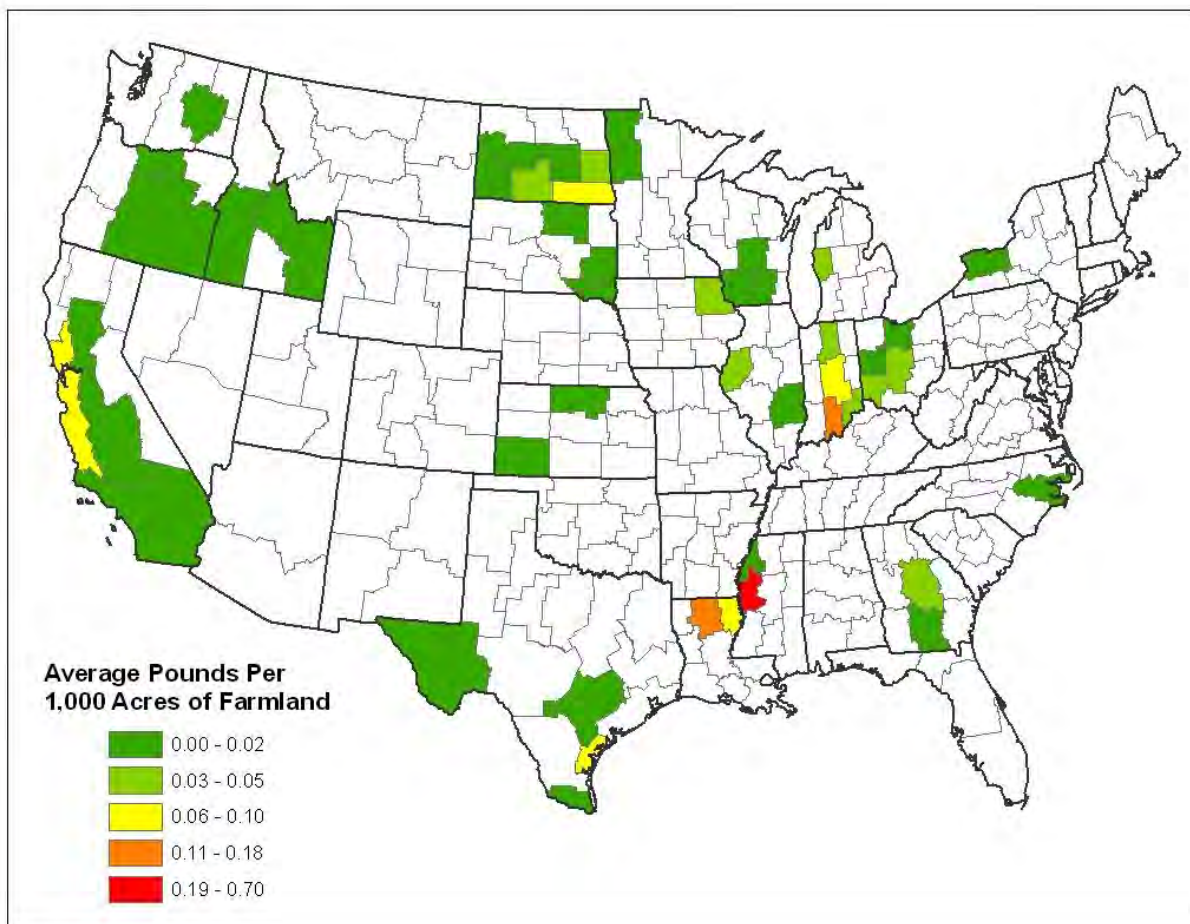 Average Pounds Per
1,000 Acres of Farmland
0.00 - 0.02
0.03 - 0.05
0.06 - 0.10
0.11 - 0.18
0.19 - 0.70